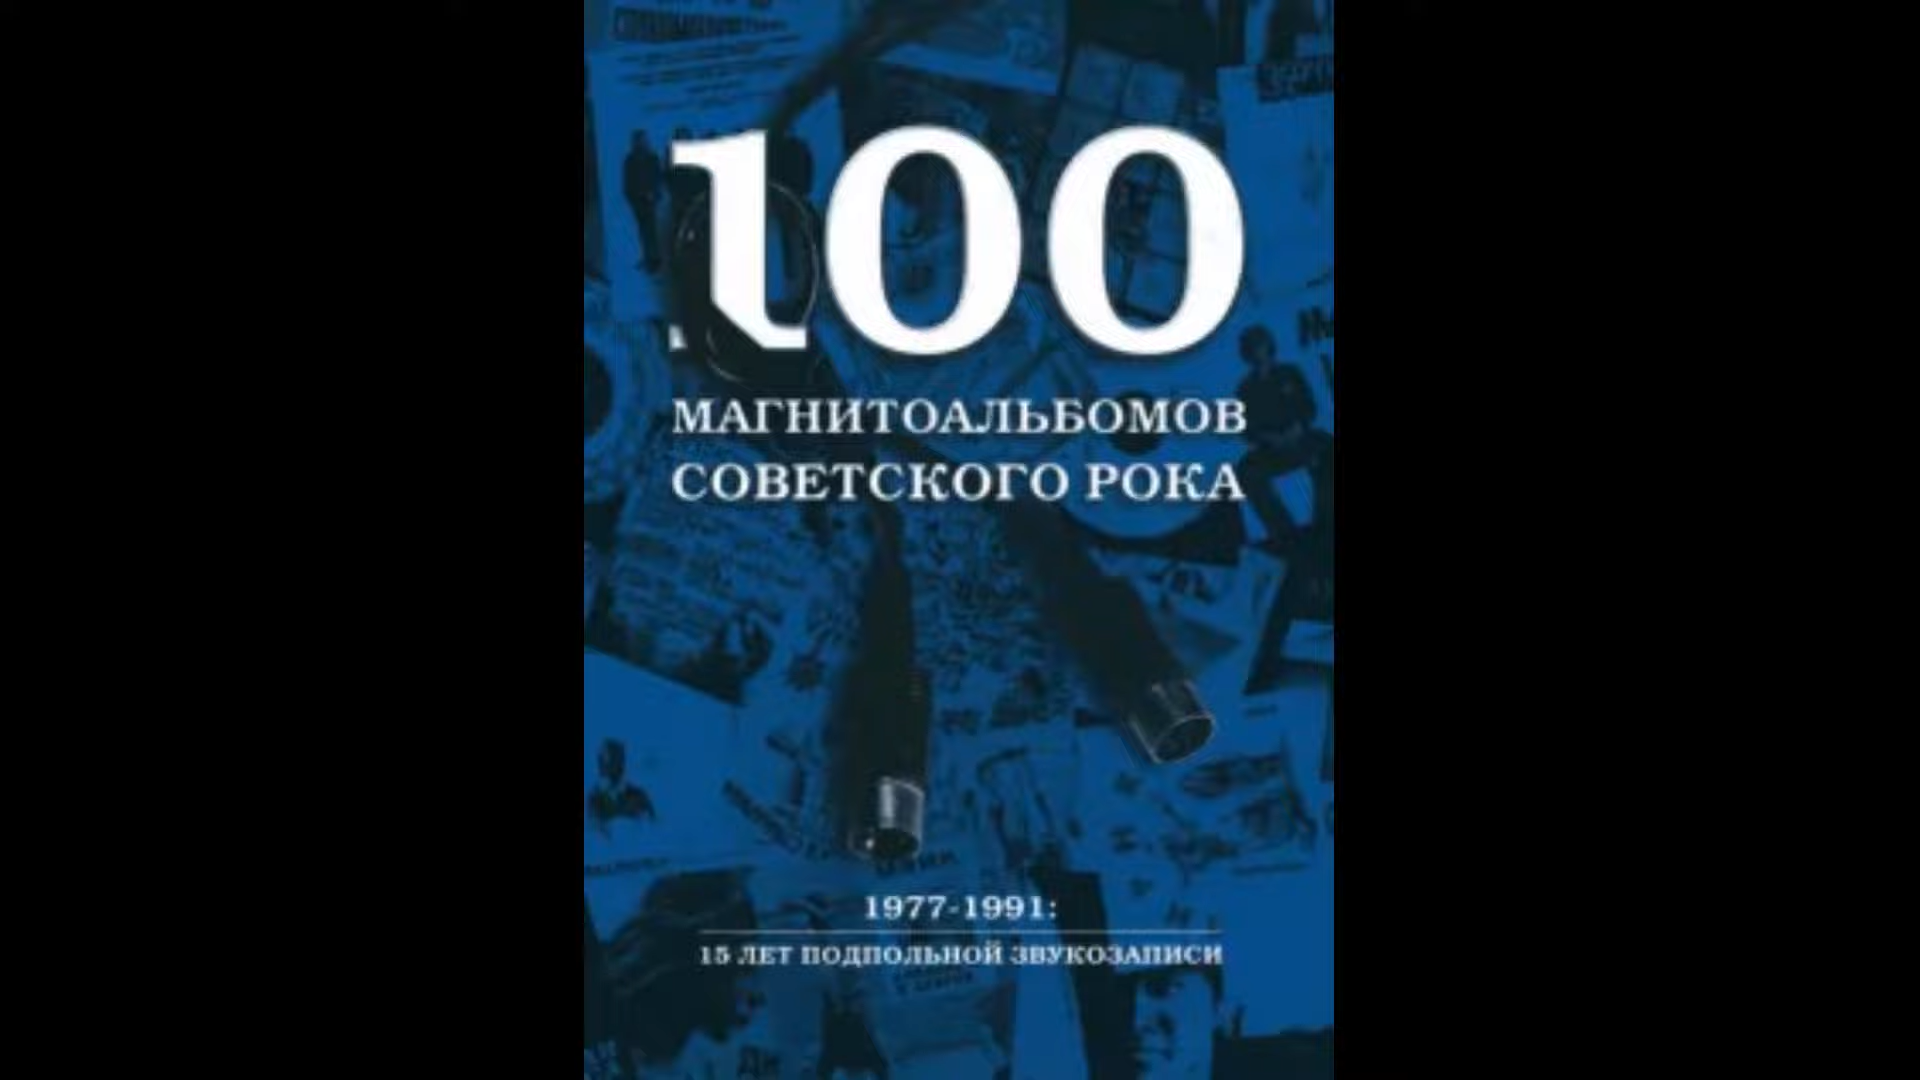 100
МАГНИТОАЛЬБОМОВ
СОВЕТСКОГО РОКА
1977-1991:
15 ЛЕТ ПОДПОЛЬНОЙ ЗВУКОЗАПИСИ